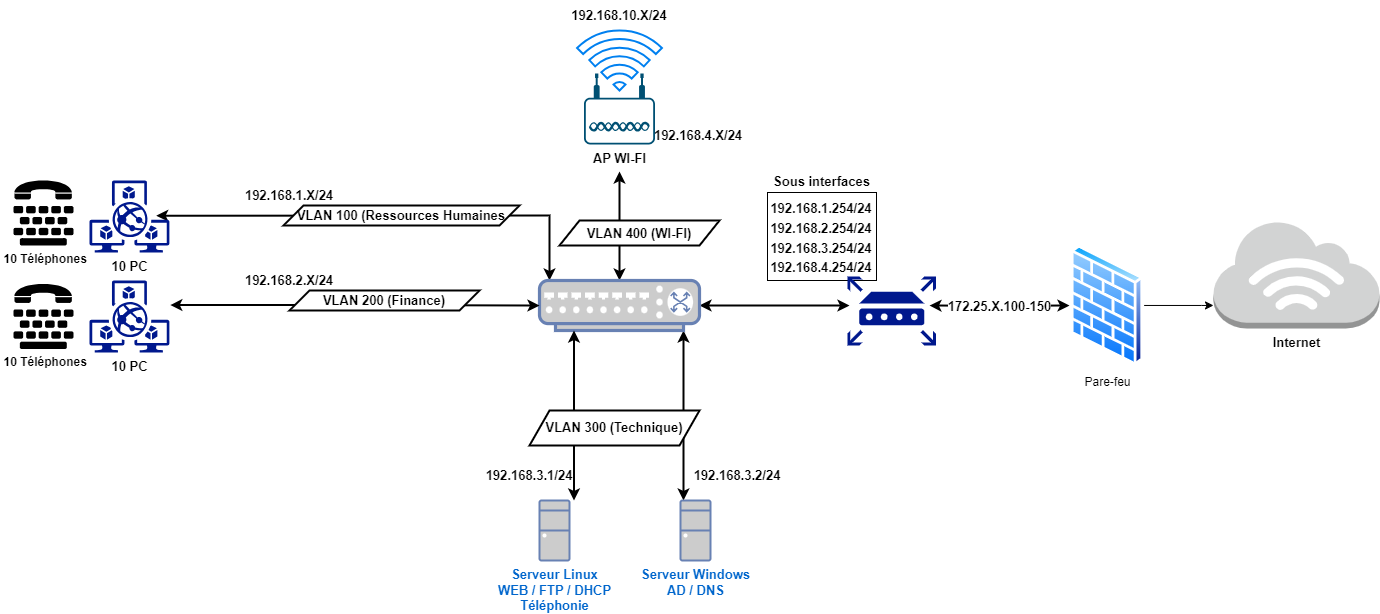 192.168.10.X/24
192.168.4.X/24
AP WI-FI
Sous interfaces
192.168.1.254/24
192.168.2.254/24
192.168.3.254/24
192.168.4.254/24
192.168.1.X/24
VLAN 100 (Ressources Humaines
VLAN 400 (WI-FI)
10 Téléphones
10 PC
192.168.2.X/24
VLAN 200 (Finance)
10 Téléphones
10 PC
172.25.X.100-150
Pare-feu
Internet
VLAN 300 (Technique)
192.168.3.1/24
192.168.3.2/24
Serveur Linux
WEB / FTP / DHCP
Téléphonie
Serveur Windows
AD / DNS